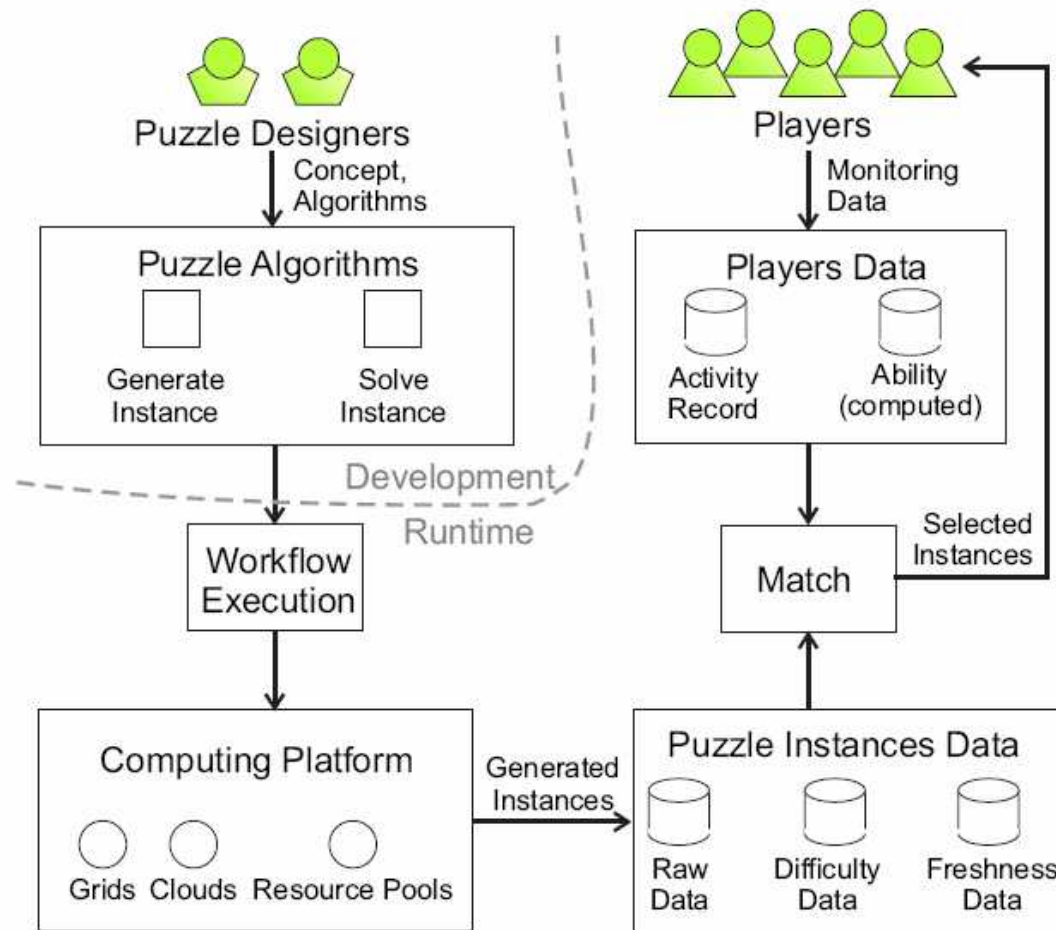 Puzzle Designers
Concept,
Algorithms
Puzzle Algorithms
Generate
Instance
Solve
Instance
Development
Runtime
Workflow
Execution
Computing Platform
Grids
Clouds
Resource Pools
Generated
Instances
Players
Monitoring
Data
Players Data
Activity
Record
Ability
(computed)
Match
Selected
Instances
Puzzle Instances Data
Raw
Data
Difficulty
Data
Freshness
Data